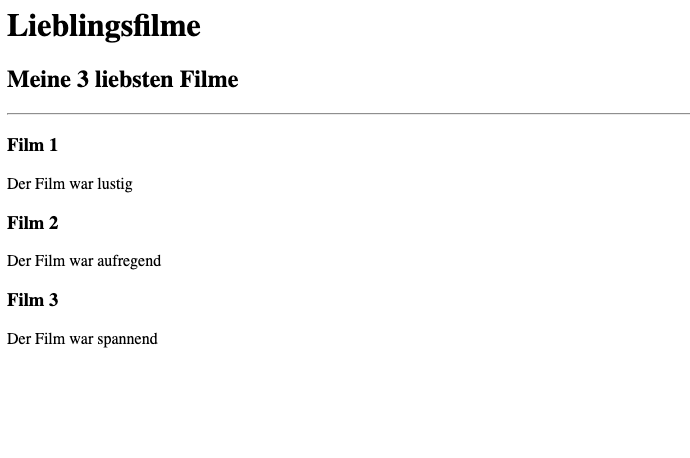 Lieblingsfilme
Meine 3 liebsten Filme
Film 1
Der Film war lustig
Film 2
Der Film war aufregend
Film 3
Der Film war spannend